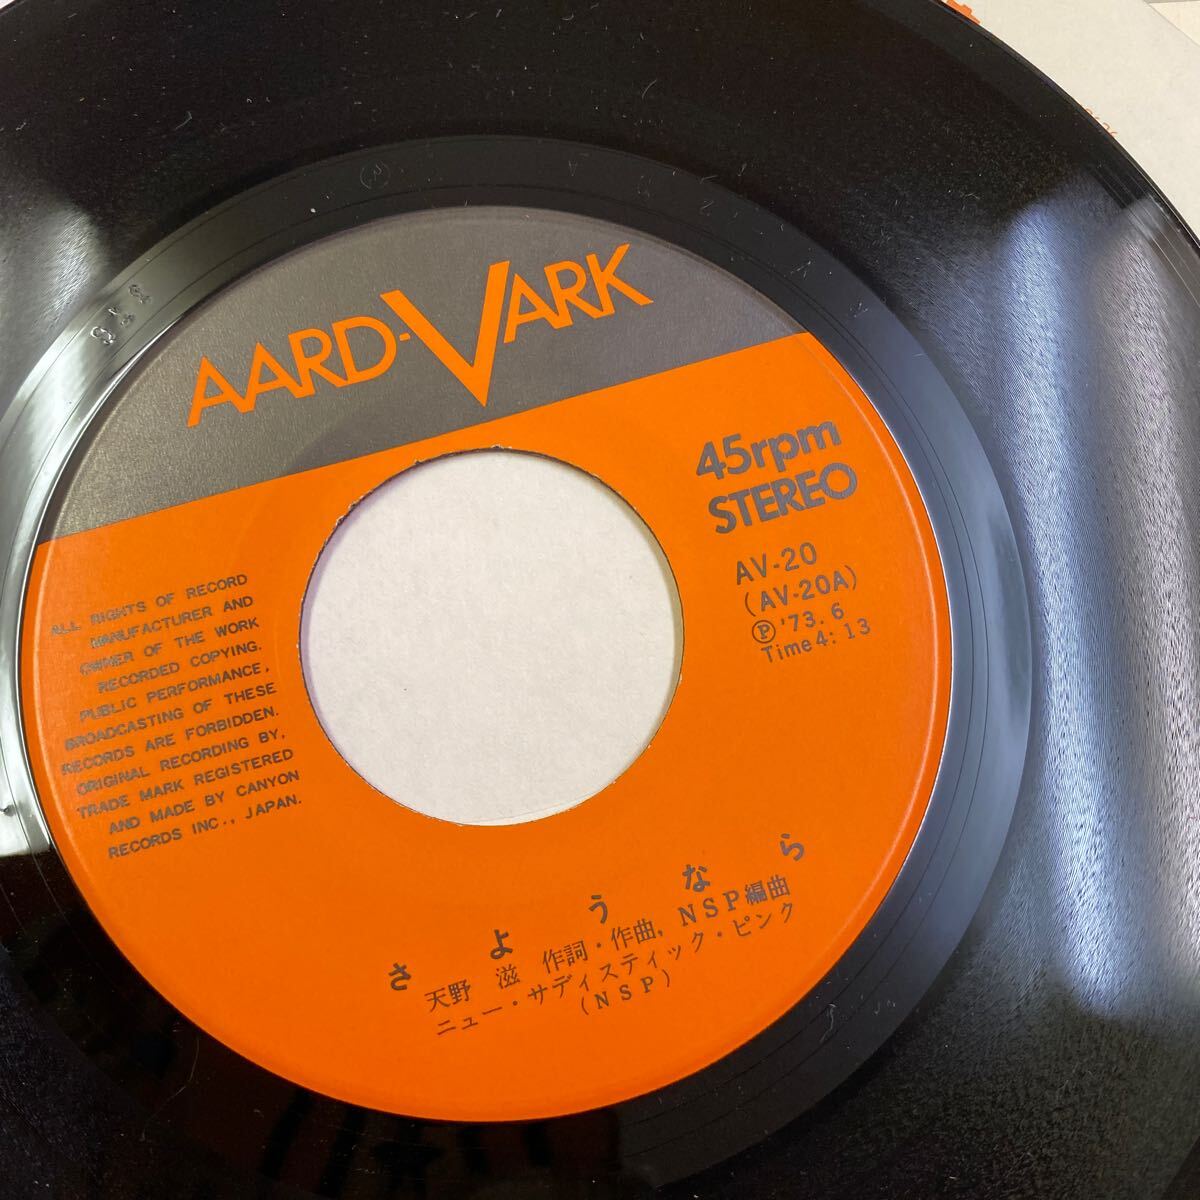 AARD-VARK
45rpm
STEREO
AV-20
(AV-20A)
Ⓟ '73.6
Time 4:13
ALL RIGHTS OF RECORD
MANUFACTURER AND
OWNER OF THE WORK
RECORDED COPYING.
PUBLIC PERFORMANCE,
BROADCASTING OF THESE
RECORDS ARE FORBIDDEN.
ORIGINAL RECORDING BY,
TRADE MARK REGISTERED
AND MADE BY CANYON
RECORDS INC., JAPAN.
さようなら
天野 滋 作詞・作曲, NSP編曲
ニュー・サディスティック・ピンク
(NSP)